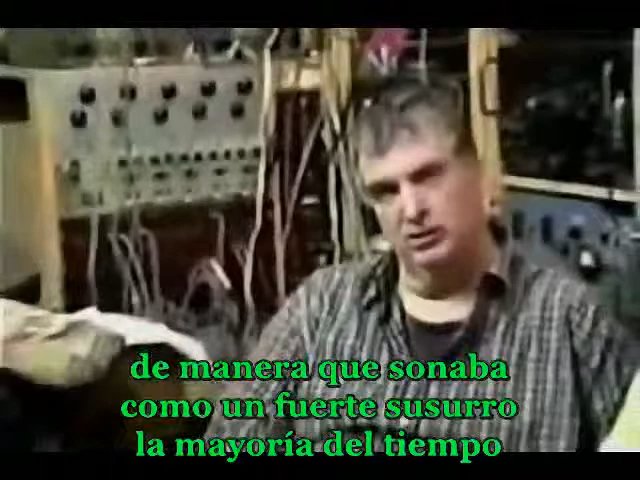 de manera que sonaba
como un fuerte susurro
la mayoría del tiempo